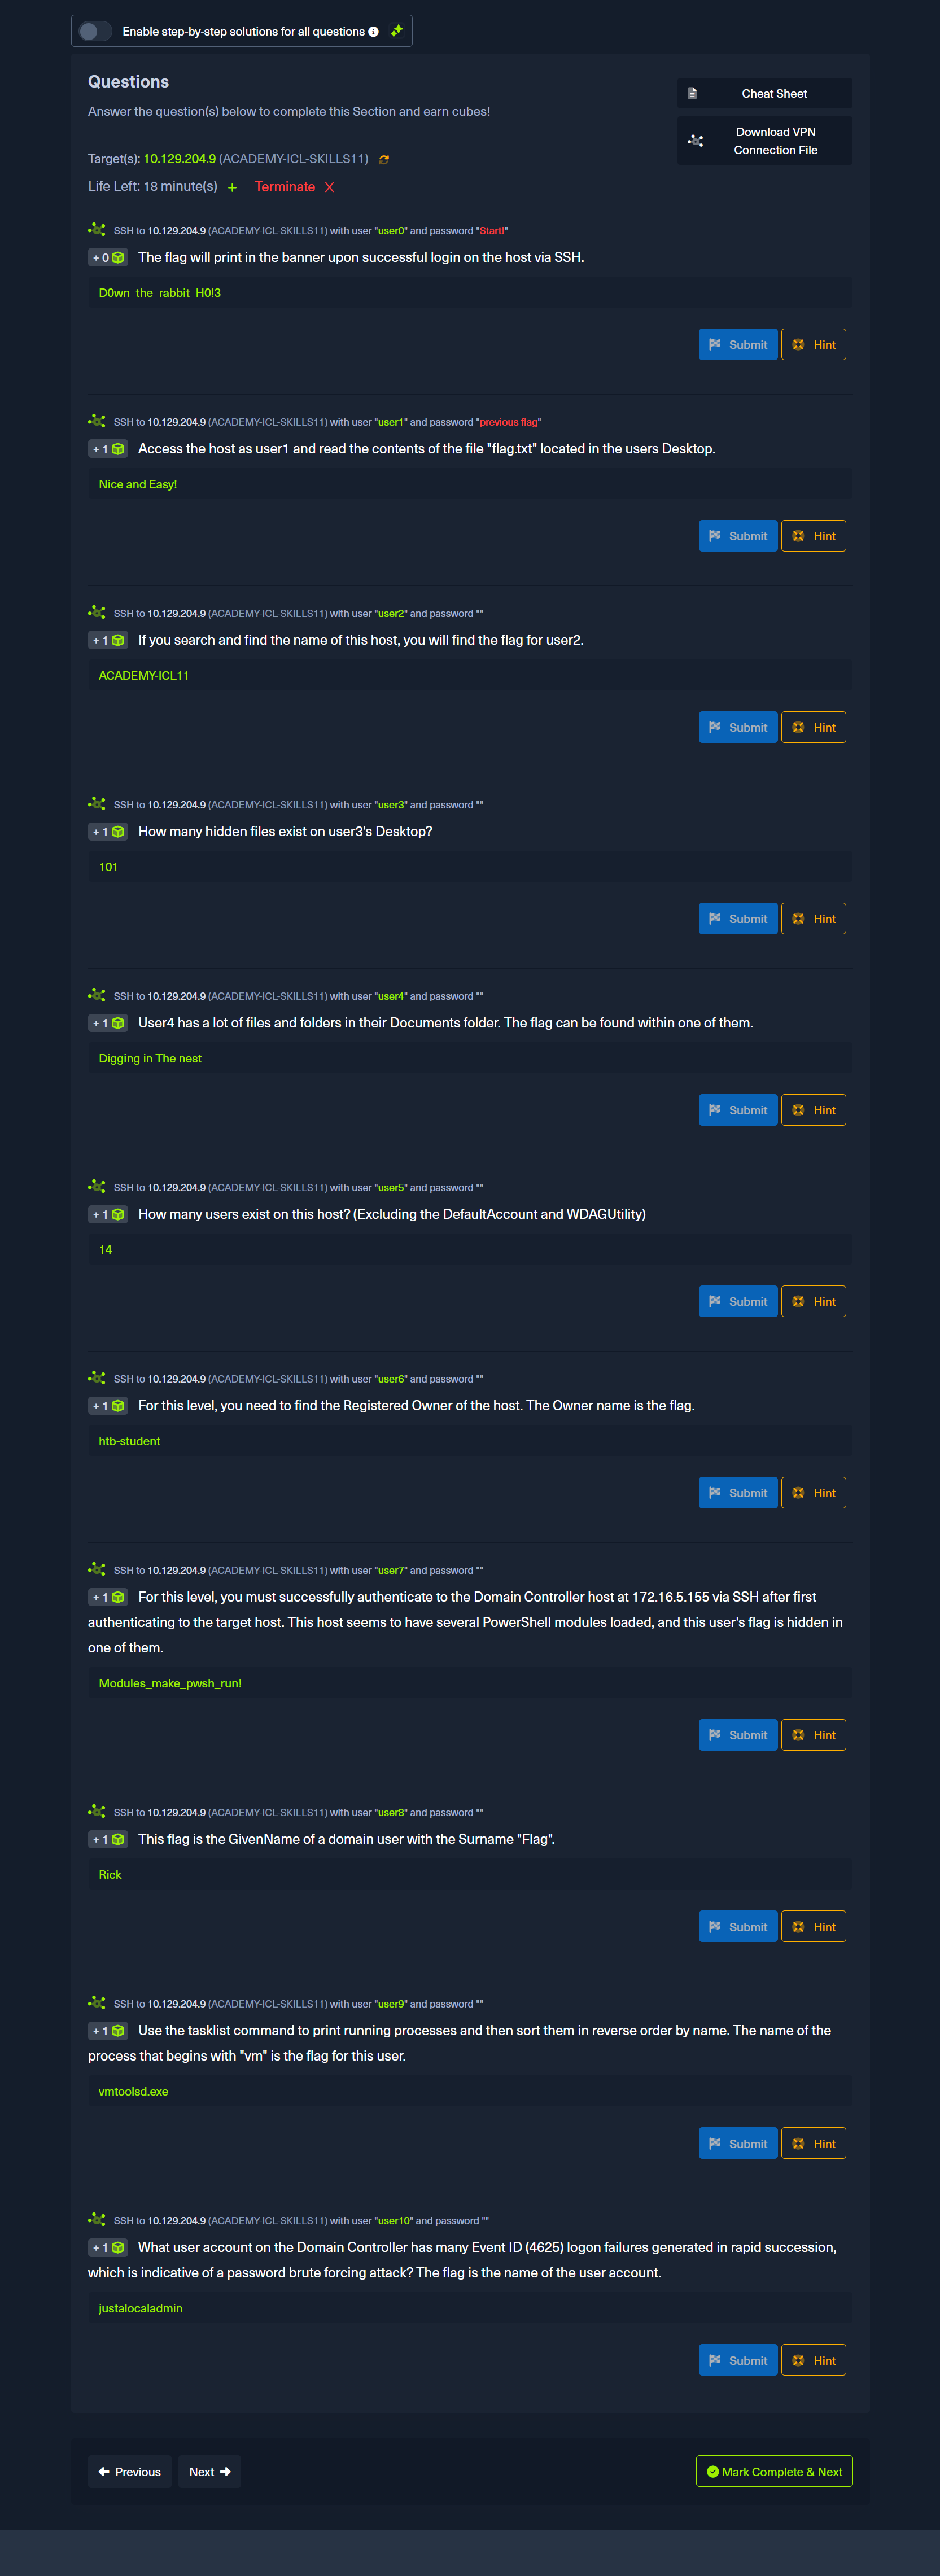 Enable step-by-step solutions for all questions
Questions
Answer the question(s) below to complete this Section and earn cubes!
Cheat Sheet
Download VPN
Connection File
Target(s): 10.129.204.9 (ACADEMY-ICL-SKILLS11)
Life Left: 18 minute(s) + Terminate X
SSH to 10.129.204.9 (ACADEMY-ICL-SKILLS11) with user "user0" and password "Start!"
+ 0 The flag will print in the banner upon successful login on the host via SSH.
D0wn_the_rabbit_H0!3
Submit Hint
SSH to 10.129.204.9 (ACADEMY-ICL-SKILLS11) with user "user1" and password "previous flag"
+ 1 Access the host as user1 and read the contents of the file "flag.txt" located in the users Desktop.
Nice and Easy!
Submit Hint
SSH to 10.129.204.9 (ACADEMY-ICL-SKILLS11) with user "user2" and password ""
+ 1 If you search and find the name of this host, you will find the flag for user2.
ACADEMY-ICL11
Submit Hint
SSH to 10.129.204.9 (ACADEMY-ICL-SKILLS11) with user "user3" and password ""
+ 1 How many hidden files exist on user3's Desktop?
101
Submit Hint
SSH to 10.129.204.9 (ACADEMY-ICL-SKILLS11) with user "user4" and password ""
+ 1 User4 has a lot of files and folders in their Documents folder. The flag can be found within one of them.
Digging in The nest
Submit Hint
SSH to 10.129.204.9 (ACADEMY-ICL-SKILLS11) with user "user5" and password ""
+ 1 How many users exist on this host? (Excluding the DefaultAccount and WDAGUtility)
14
Submit Hint
SSH to 10.129.204.9 (ACADEMY-ICL-SKILLS11) with user "user6" and password ""
+ 1 For this level, you need to find the Registered Owner of the host. The Owner name is the flag.
htb-student
Submit Hint
SSH to 10.129.204.9 (ACADEMY-ICL-SKILLS11) with user "user7" and password ""
+ 1 For this level, you must successfully authenticate to the Domain Controller host at 172.16.5.155 via SSH after first
authenticating to the target host. This host seems to have several PowerShell modules loaded, and this user's flag is hidden in
one of them.
Modules_make_pwsh_run!
Submit Hint
SSH to 10.129.204.9 (ACADEMY-ICL-SKILLS11) with user "user8" and password ""
+ 1 This flag is the GivenName of a domain user with the Surname "Flag".
Rick
Submit Hint
SSH to 10.129.204.9 (ACADEMY-ICL-SKILLS11) with user "user9" and password ""
+ 1 Use the tasklist command to print running processes and then sort them in reverse order by name. The name of the
process that begins with "vm" is the flag for this user.
vmtoolsd.exe
Submit Hint
SSH to 10.129.204.9 (ACADEMY-ICL-SKILLS11) with user "user10" and password ""
+ 1 What user account on the Domain Controller has many Event ID (4625) logon failures generated in rapid succession,
which is indicative of a password brute forcing attack? The flag is the name of the user account.
justalocaladmin
Submit Hint
Previous Next Mark Complete & Next